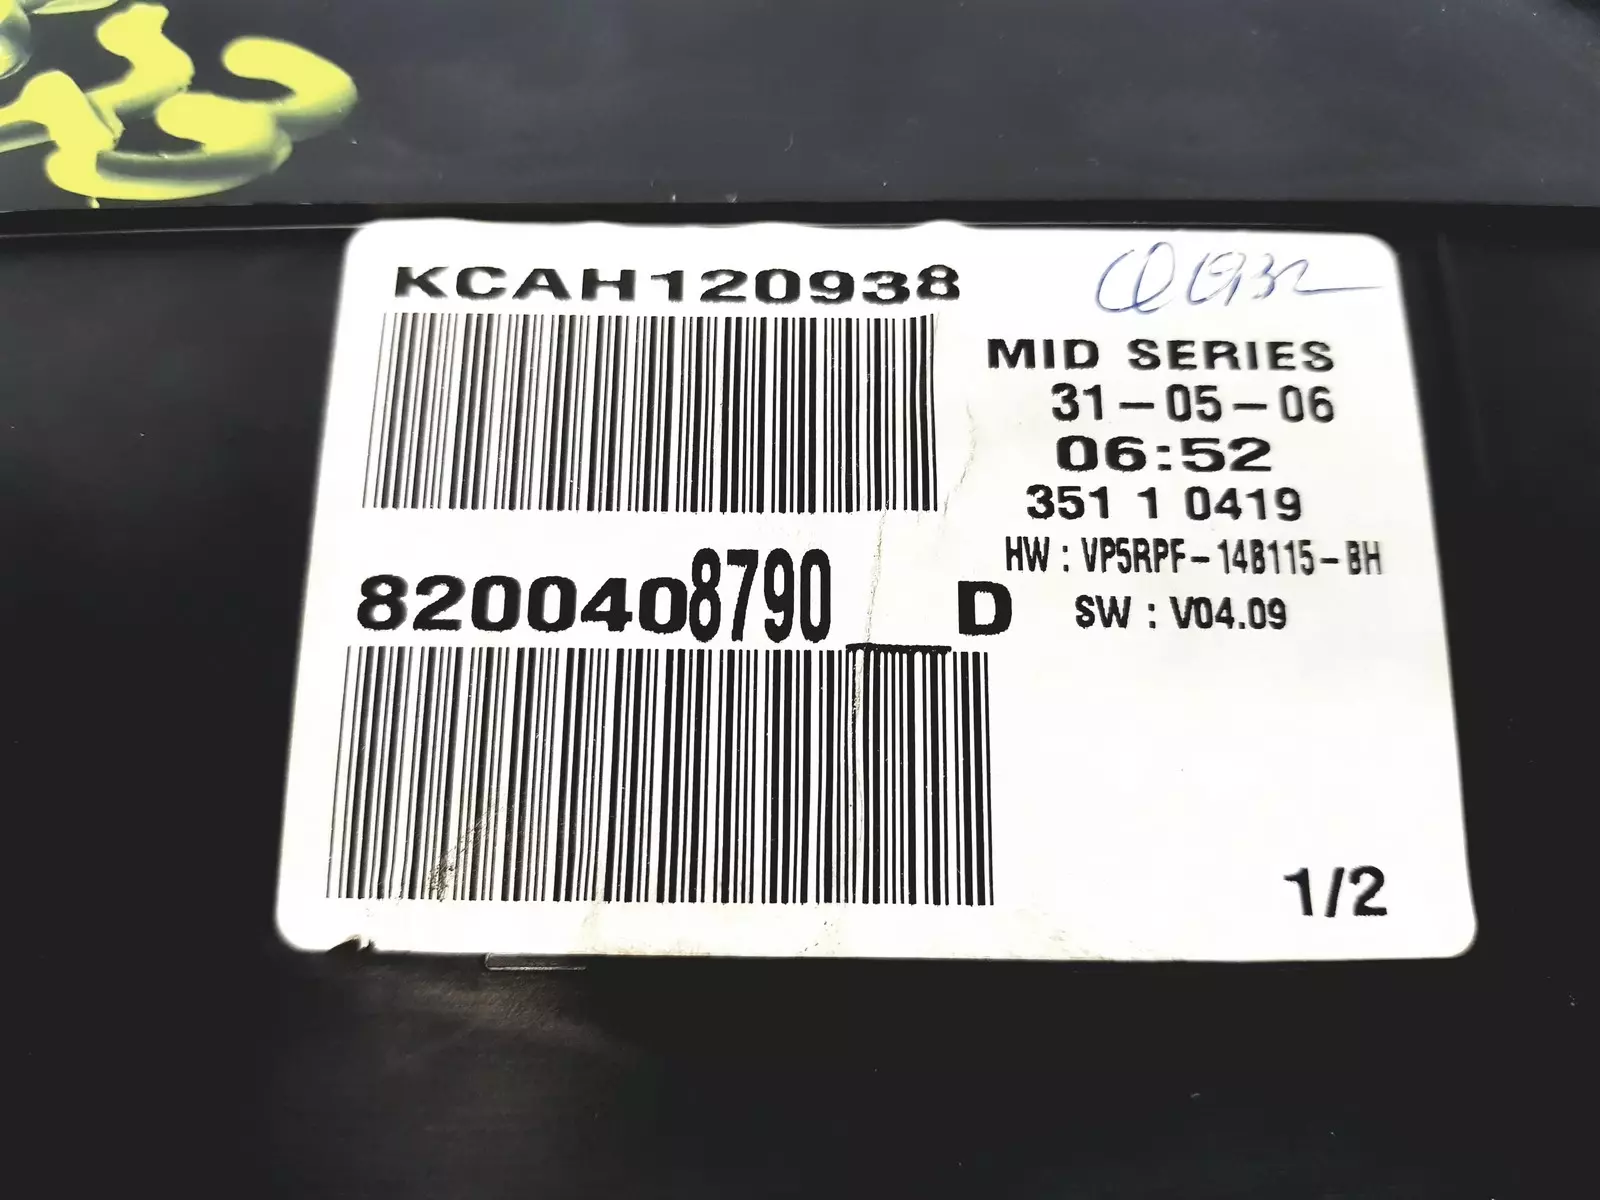 KCAH120938
MID SERIES
31-05-06
06:52
351 1 0419
HW : VP5RPF-14B115-BH
8200408790__D
SW : V04.09
1/2